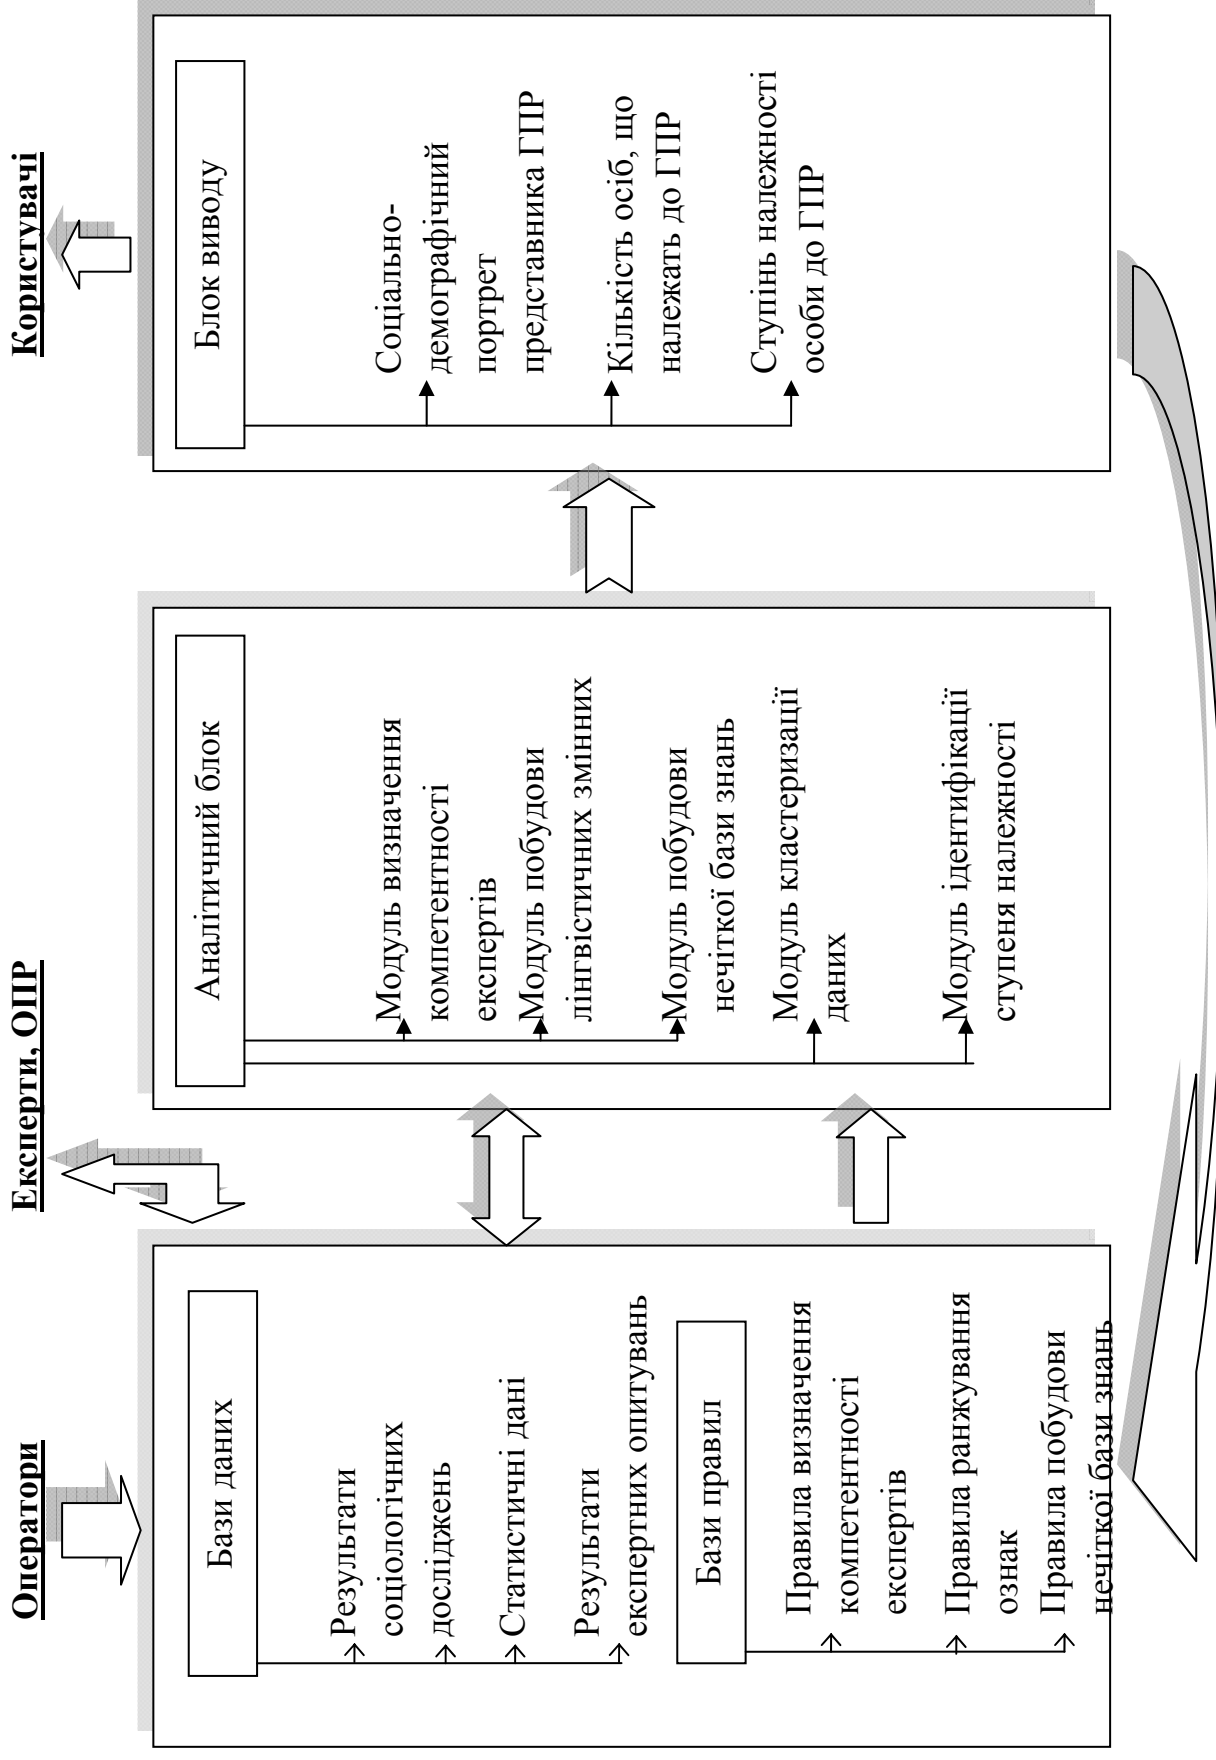 Оператори
Експерти, ОПР
Користувачі
Бази даних
Результати
соціологічних
досліджень
Статистичні дані
Результати
експертних опитувань
Бази правил
Правила визначення
компетентності
експертів
Правила ранжування
ознак
Правила побудови
нечіткої бази знань
Аналітичний блок
Модуль визначення
компетентності
експертів
Модуль побудови
лінгвістичних змінних
Модуль побудови
нечіткої бази знань
Модуль кластеризації
даних
Модуль ідентифікації
ступеня належності
Блок виводу
Соціально-
демографічний
портрет
представника ГПР
Кількість осіб, що
належать до ГПР
Ступінь належності
особи до ГПР